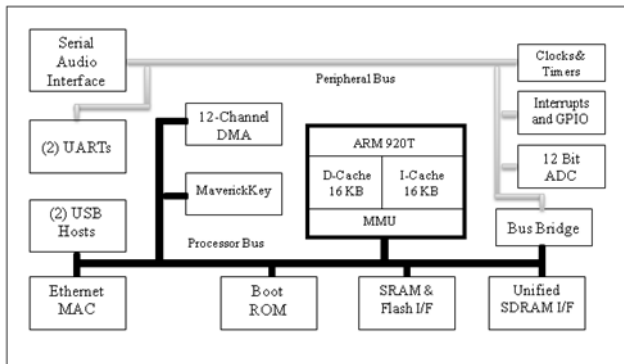 Serial
Audio
Interface
Peripheral Bus
Clocks&
Timers
(2) UARTs
12-Channel
DMA
ARM 920T
D-Cache
16 KB
I-Cache
16 KB
MMU
Interrupts
and GPIO
12 Bit
ADC
MaverickKey
(2) USB
Hosts
Processor Bus
Bus Bridge
Ethernet
MAC
Boot
ROM
SRAM &
Flash I/F
Unified
SDRAM I/F